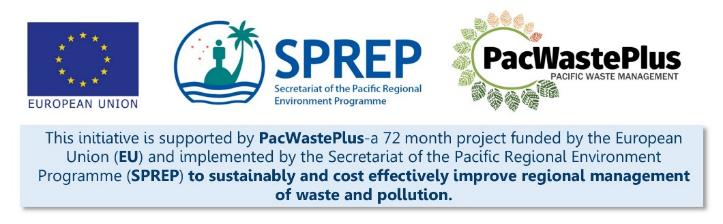 EUROPEAN UNION
SPREP
Secretariat of the Pacific Regional
Environment Programme
PacWastePlus
PACIFIC WASTE MANAGEMENT
This initiative is supported by PacWastePlus-a 72 month project funded by the European
Union (EU) and implemented by the Secretariat of the Pacific Regional Environment
Programme (SPREP) to sustainably and cost effectively improve regional management
of waste and pollution.